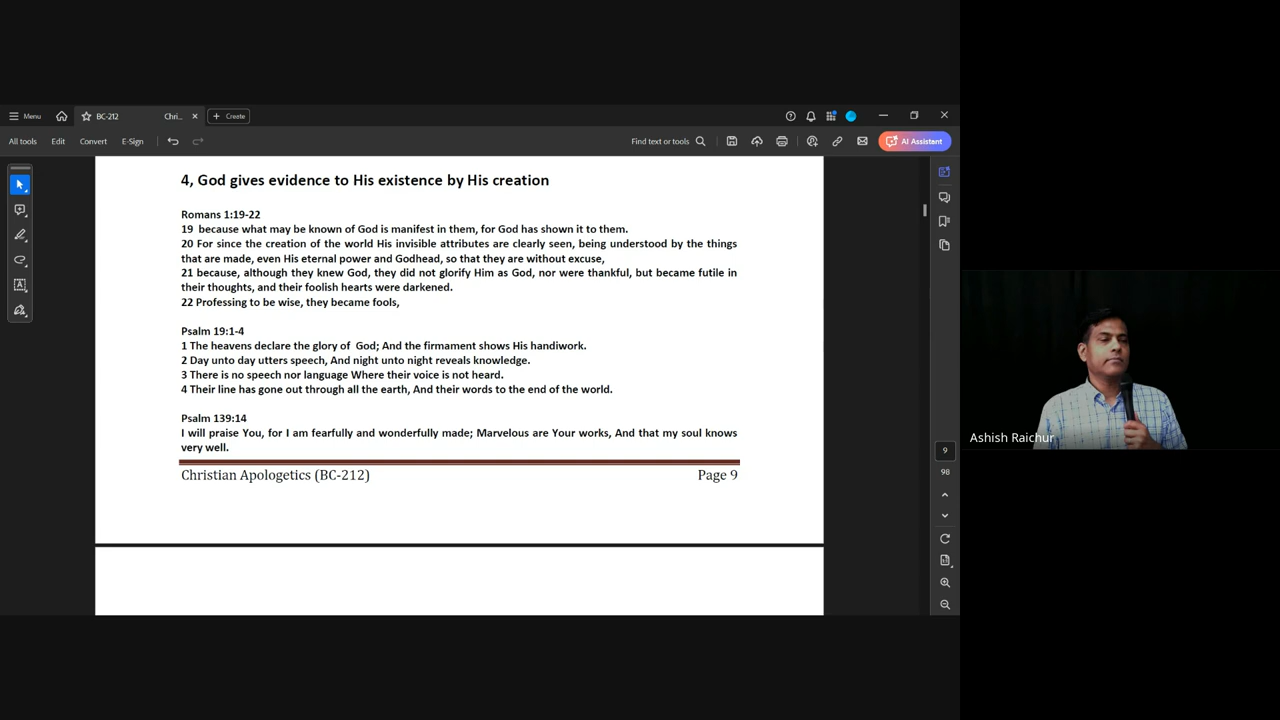 Menu
BC-212
Chri...
Create
All tools
Edit
Convert
E-Sign
Find text or tools
AI Assistant
4, God gives evidence to His existence by His creation
Romans 1:19-22
19 because what may be known of God is manifest in them, for God has shown it to them.
20 For since the creation of the world His invisible attributes are clearly seen, being understood by the things
that are made, even His eternal power and Godhead, so that they are without excuse,
21 because, although they knew God, they did not glorify Him as God, nor were thankful, but became futile in
their thoughts, and their foolish hearts were darkened.
22 Professing to be wise, they became fools,
Psalm 19:1-4
1 The heavens declare the glory of God; And the firmament shows His handiwork.
2 Day unto day utters speech, And night unto night reveals knowledge.
3 There is no speech nor language Where their voice is not heard.
4 Their line has gone out through all the earth, And their words to the end of the world.
Psalm 139:14
I will praise You, for I am fearfully and wonderfully made; Marvelous are Your works, And that my soul knows
very well.
Christian Apologetics (BC-212)
Page 9
9
98
Ashish Raichur